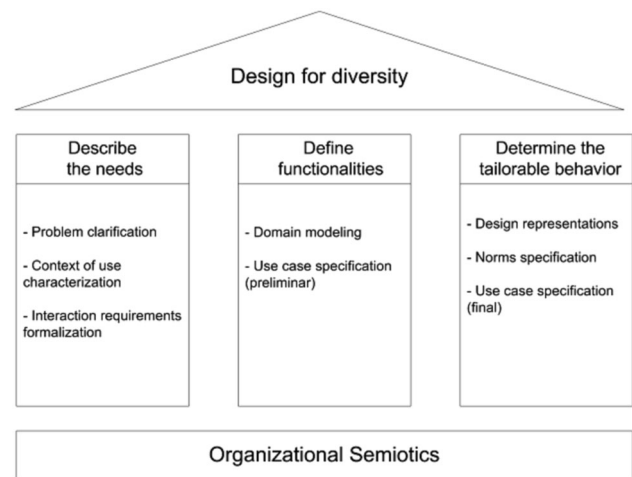 Design for diversity
Describe
the needs
- Problem clarification
- Context of use
characterization
- Interaction requirements
formalization
Define
functionalities
- Domain modeling
- Use case specification
(preliminar)
Determine the
tailorable behavior
- Design representations
- Norms specification
- Use case specification
(final)
Organizational Semiotics